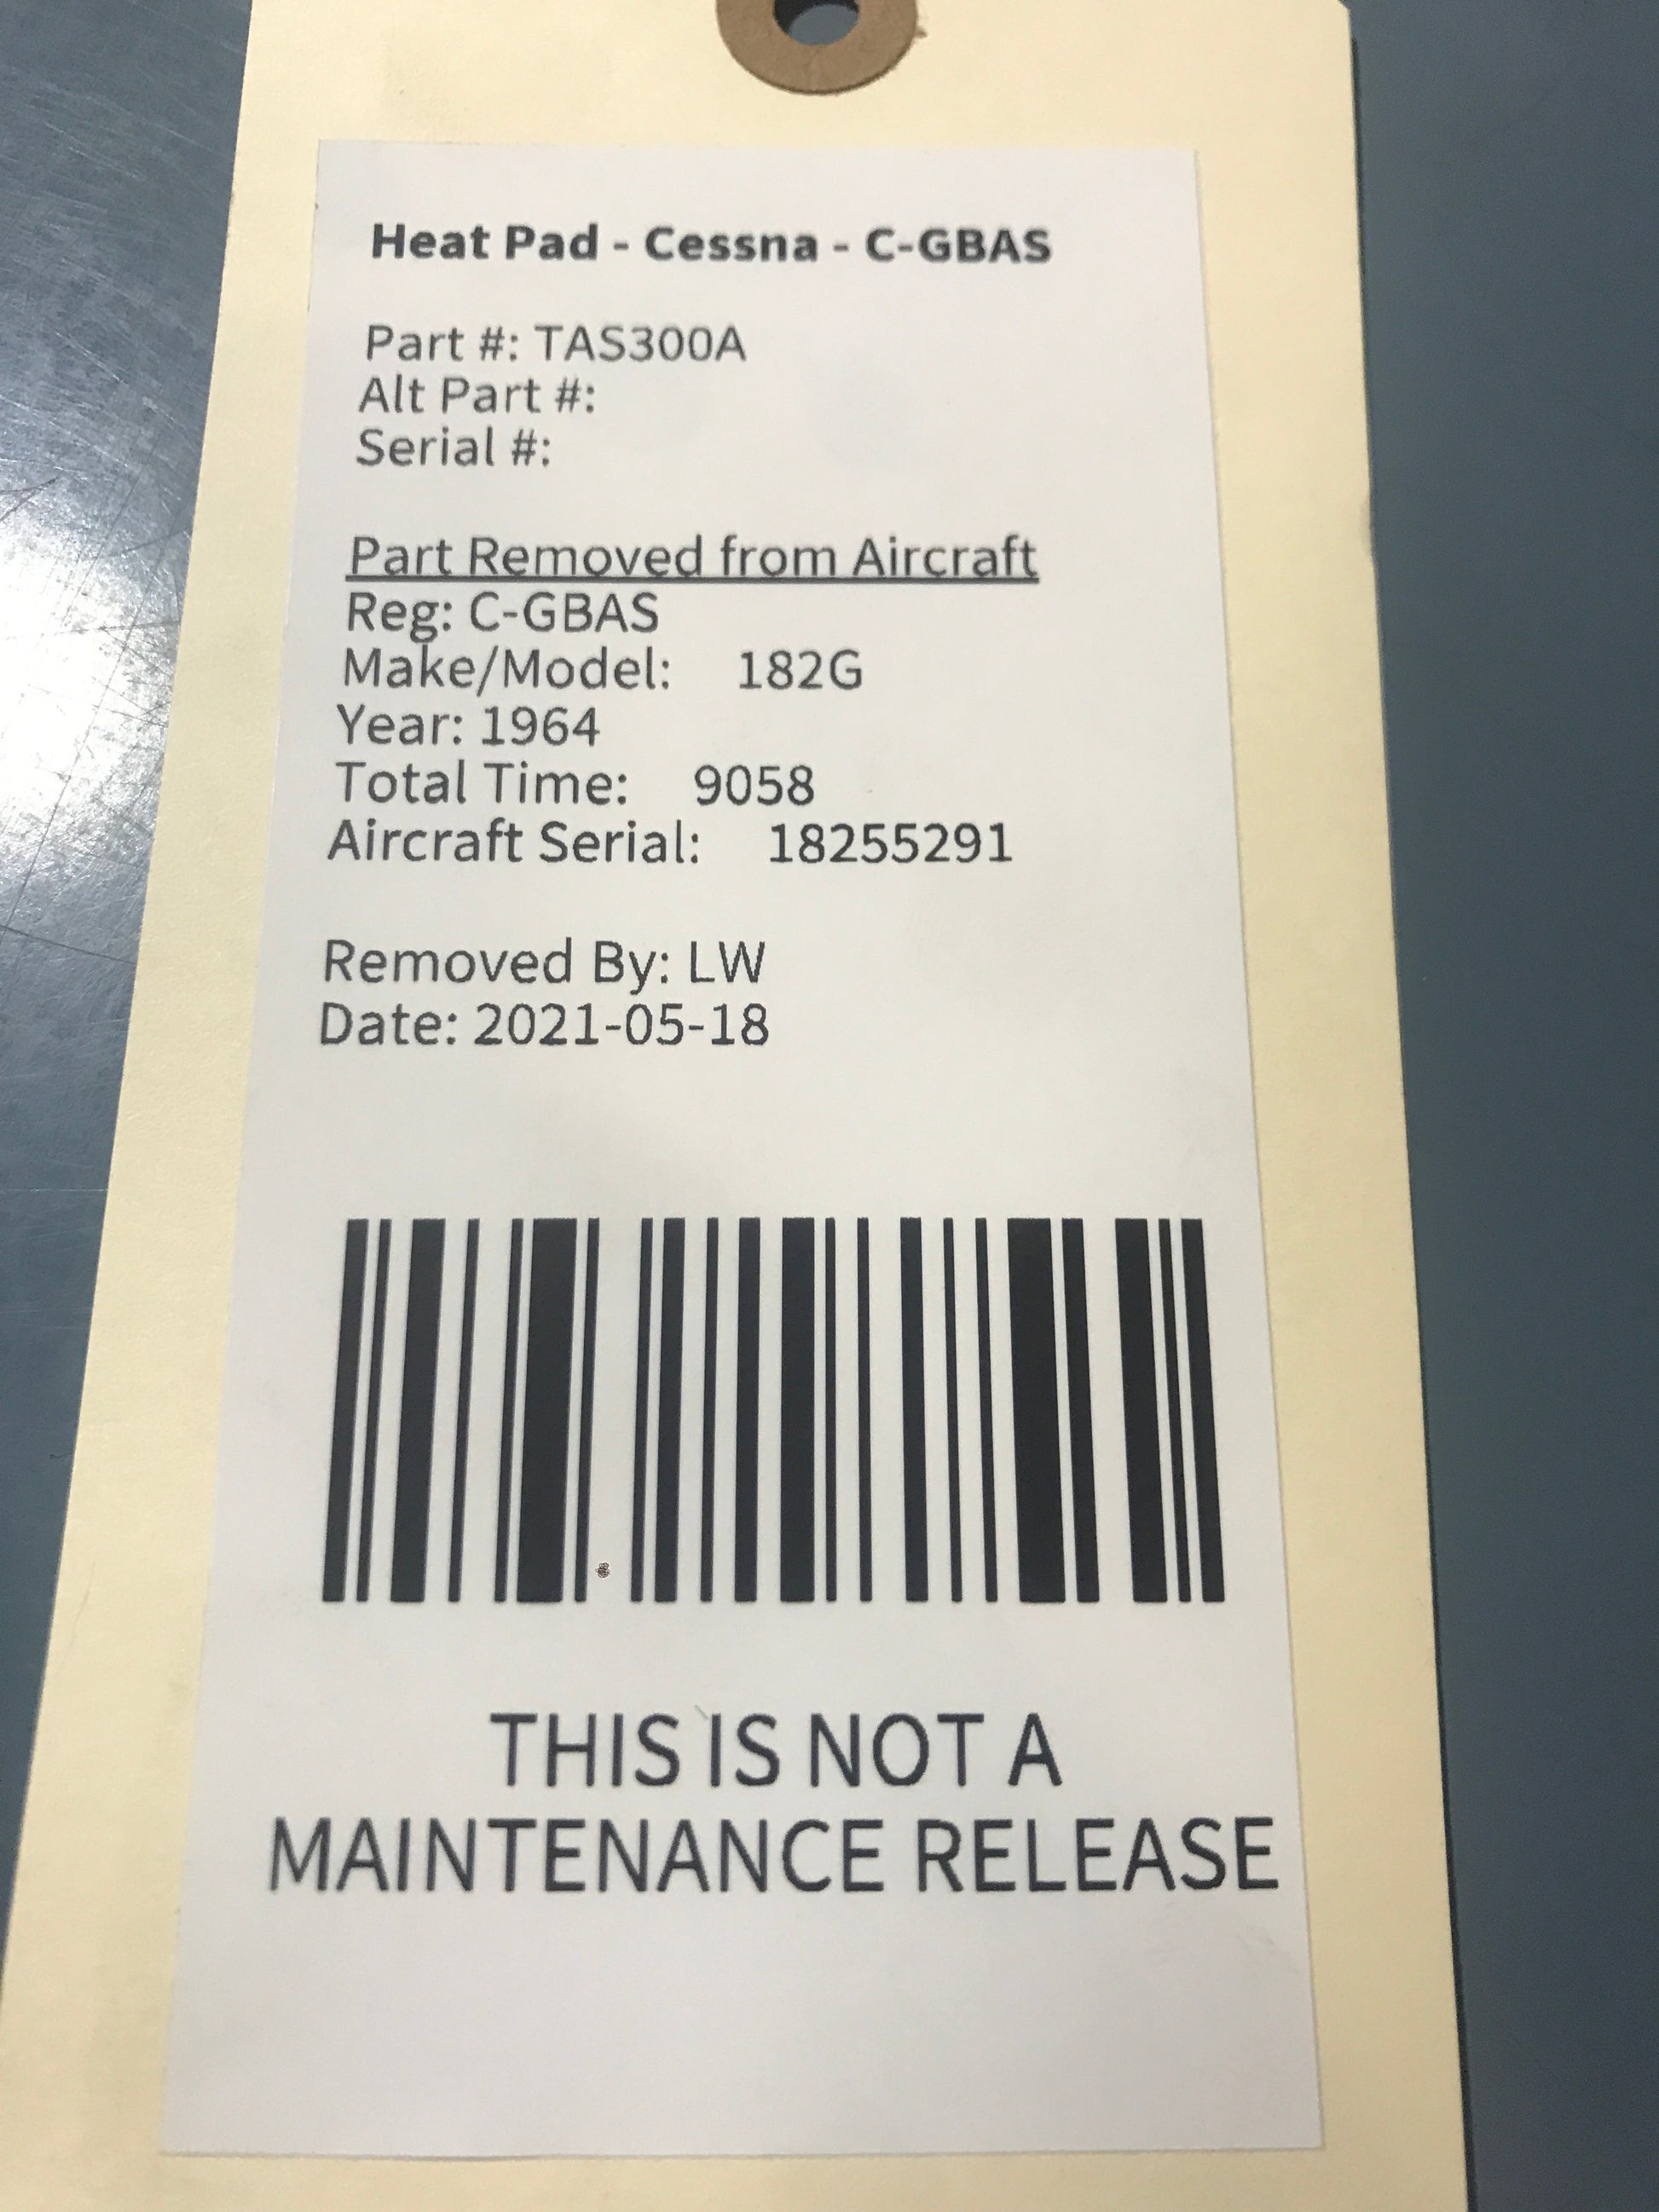 Heat Pad - Cessna - C-GBAS
Part #: TAS300A
Alt Part #:
Serial #:
Part Removed from Aircraft
Reg: C-GBAS
Make/Model: 182G
Year: 1964
Total Time: 9058
Aircraft Serial: 18255291
Removed By: LW
Date: 2021-05-18
THIS IS NOT A
MAINTENANCE RELEASE